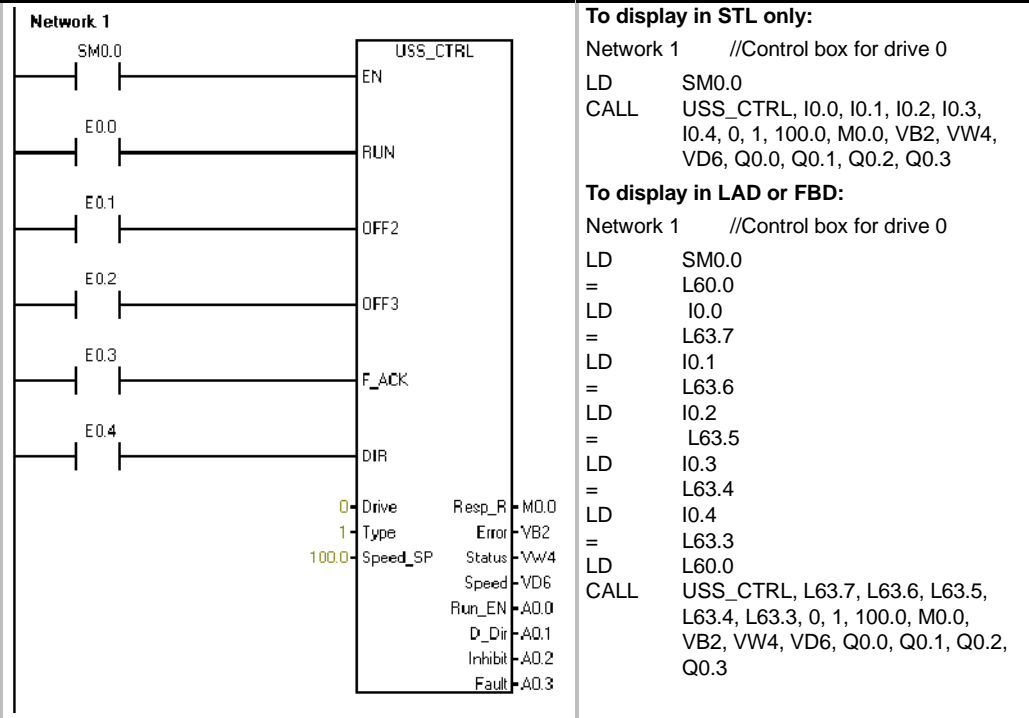 Network 1
SM0.0
USS_CTRL
EN
E0.0
RUN
E0.1
OFF2
E0.2
OFF3
E0.3
F_ACK
E0.4
DIR
0 Drive Resp_R M0.0
1 Type Error VB2
100.0 Speed_SP Status VW4
Speed VD6
Run_EN A0.0
D_Dir A0.1
Inhibit A0.2
Fault A0.3
To display in STL only:
Network 1 //Control box for drive 0
LD SM0.0
CALL USS_CTRL, I0.0, I0.1, I0.2, I0.3,
I0.4, 0, 1, 100.0, M0.0, VB2, VW4,
VD6, Q0.0, Q0.1, Q0.2, Q0.3
To display in LAD or FBD:
Network 1 //Control box for drive 0
LD SM0.0
= L60.0
LD I0.0
= L63.7
LD I0.1
= L63.6
LD I0.2
= L63.5
LD I0.3
= L63.4
LD I0.4
= L63.3
LD L60.0
CALL USS_CTRL, L63.7, L63.6, L63.5,
L63.4, L63.3, 0, 1, 100.0, M0.0,
VB2, VW4, VD6, Q0.0, Q0.1, Q0.2,
Q0.3